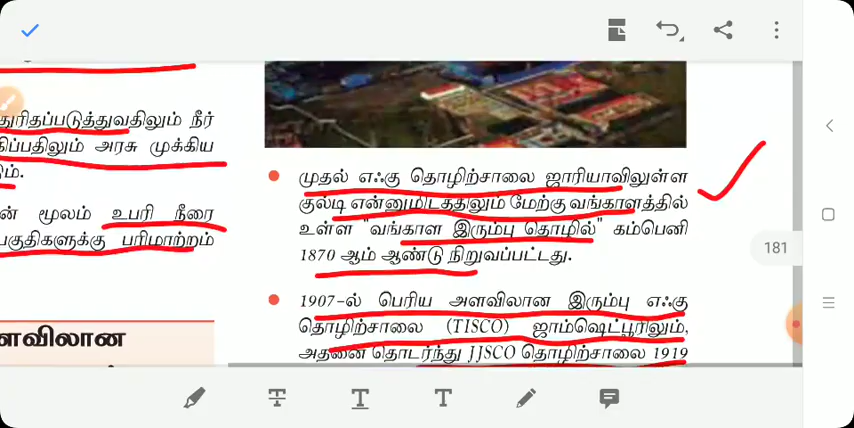 துரிதப்படுத்துவதிலும் நீர்
அரசு முக்கிய
ம்.
ன் மூலம் உபரி நீரை
பகுதிகளுக்கு பரிமாற்றம்
ளவிலான
முதல் எஃகு தொழிற்சாலை ஜாரியாவிலுள்ள
குல்டி என்னுமிடத்திலும் மேற்கு வங்காளத்தில்
உள்ள "வங்காள இரும்பு தொழில்" கம்பெனி
1870 ஆம் ஆண்டு நிறுவப்பட்டது.
1907-ல் பெரிய அளவிலான இரும்பு எஃகு
தொழிற்சாலை (TISCO) ஜாம்ஷெட்பூரிலும்,
அதனை தொடர்ந்து JJSCO தொழிற்சாலை 1919
181